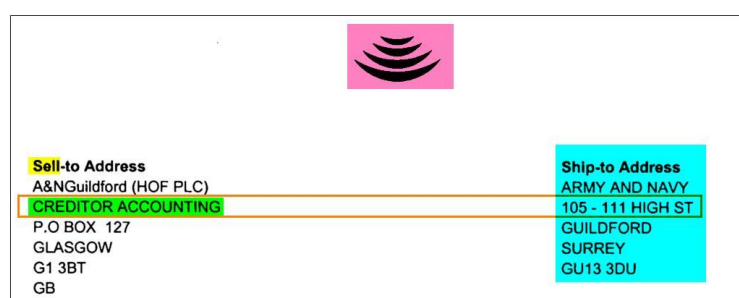 Sell-to Address
A&NGuildford (HOF PLC)
CREDITOR ACCOUNTING
P.O BOX 127
GLASGOW
G1 3BT
GB
Ship-to Address
ARMY AND NAVY
105 - 111 HIGH ST
GUILDFORD
SURREY
GU13 3DU